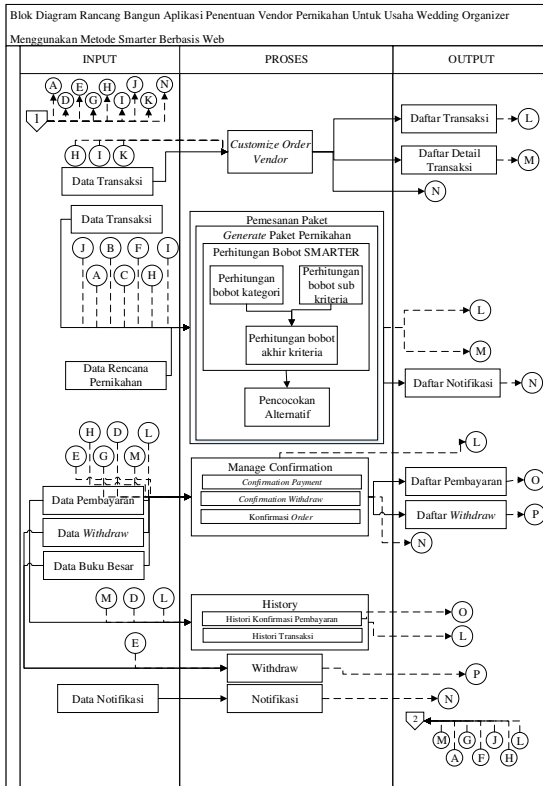 Blok Diagram Rancang Bangun Aplikasi Penentuan Vendor Pernikahan Untuk Usaha Wedding Organizer
Menggunakan Metode Smarter Berbasis Web
INPUT
PROSES
OUTPUT
A
E
H
J
N
D
G
I
K
1
H
I
K
Data Transaksi
Customize Order
Vendor
Daftar Transaksi
L
Daftar Detail
Transaksi
M
N
Data Transaksi
J
B
F
I
A
C
H
Data Rencana
Pernikahan
Pemesanan Paket
Generate Paket Pernikahan
Perhitungan Bobot SMARTER
Perhitungan
bobot kategori
Perhitungan
bobot sub
kriteria
Perhitungan bobot
akhir kriteria
Pencocokan
Alternatif
L
M
Daftar Notifikasi
N
H
D
L
E
G
M
Data Pembayaran
Data Withdraw
Data Buku Besar
Manage Confirmation
Confirmation Payment
Confirmation Withdraw
Konfirmasi Order
L
Daftar Pembayaran
O
Daftar Withdraw
P
N
M
D
L
History
Histori Konfirmasi Pembayaran
Histori Transaksi
O
L
E
Withdraw
P
Data Notifikasi
Notifikasi
N
2
M
G
J
L
A
F
H